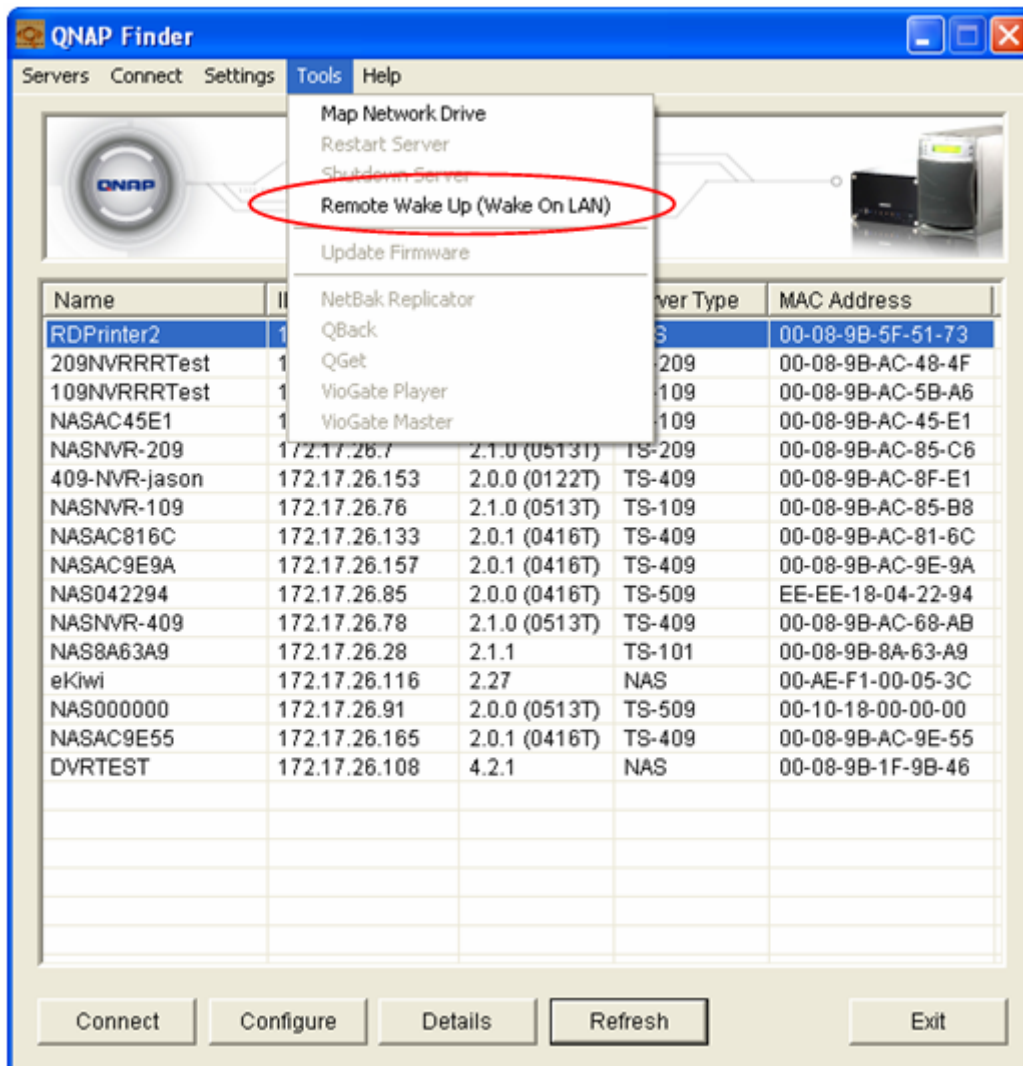 QNAP Finder
Servers Connect Settings Tools Help
Map Network Drive
Restart Server
Shutdown Server
Remote Wake Up (Wake On LAN)
Update Firmware
NetBak Replicator
QBack
QGet
VioGate Player
VioGate Master
QNAP
Name ver Type MAC Address
RDPrinter2 1 S 00-08-9B-5F-51-73
209NVRRRTest 1 -209 00-08-9B-AC-48-4F
109NVRRRTest 1 -109 00-08-9B-AC-5B-A6
NASAC45E1 1 -109 00-08-9B-AC-45-E1
NASNVR-209 172.17.26.7 2.1.0 (0513T) TS-209 00-08-9B-AC-85-C6
409-NVR-jason 172.17.26.153 2.0.0 (0122T) TS-409 00-08-9B-AC-8F-E1
NASNVR-109 172.17.26.76 2.1.0 (0513T) TS-109 00-08-9B-AC-85-B8
NASAC816C 172.17.26.133 2.0.1 (0416T) TS-409 00-08-9B-AC-81-6C
NASAC9E9A 172.17.26.157 2.0.1 (0416T) TS-409 00-08-9B-AC-9E-9A
NAS042294 172.17.26.85 2.0.0 (0416T) TS-509 EE-EE-18-04-22-94
NASNVR-409 172.17.26.78 2.1.0 (0513T) TS-409 00-08-9B-AC-68-AB
NAS8A63A9 172.17.26.28 2.1.1 TS-101 00-08-9B-8A-63-A9
eKiwi 172.17.26.116 2.27 NAS 00-AE-F1-00-05-3C
NAS000000 172.17.26.91 2.0.0 (0513T) TS-509 00-10-18-00-00-00
NASAC9E55 172.17.26.165 2.0.1 (0416T) TS-409 00-08-9B-AC-9E-55
DVRTEST 172.17.26.108 4.2.1 NAS 00-08-9B-1F-9B-46
Connect Configure Details Refresh Exit